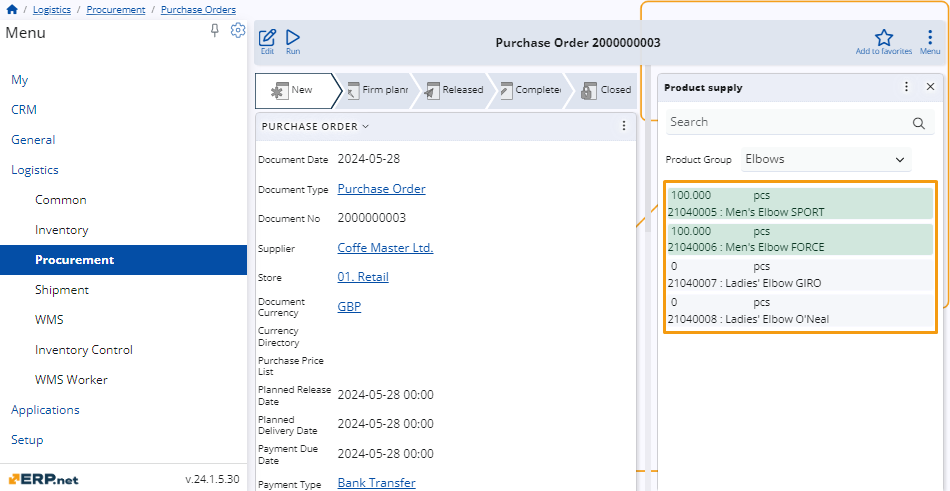 / Logistics / Procurement / Purchase Orders
Menu
My
CRM
General
Logistics
Common
Inventory
Procurement
Shipment
WMS
Inventory Control
WMS Worker
Applications
Setup
ERP.net
v.24.1.5.30
Edit
Run
Purchase Order 2000000003
Add to favorites
Menu
New
Firm plann
Released
Complete
Closed
PURCHASE ORDER
Document Date 2024-05-28
Document Type Purchase Order
Document No 2000000003
Supplier Coffe Master Ltd.
Store 01. Retail
Document Currency GBP
Currency Directory
Purchase Price List
Planned Release Date 2024-05-28 00:00
Planned Delivery Date 2024-05-28 00:00
Payment Due Date 2024-05-28 00:00
Payment Type Bank Transfer
Product supply
Search
Product Group Elbows
100.000 pcs
21040005 : Men's Elbow SPORT
100.000 pcs
21040006 : Men's Elbow FORCE
0 pcs
21040007 : Ladies' Elbow GIRO
0 pcs
21040008 : Ladies' Elbow O'Neal